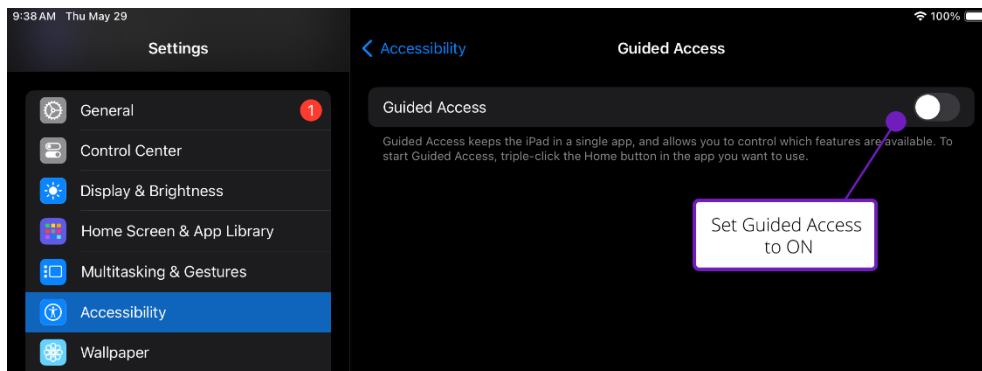 9:38 AM Thu May 29
100%
Settings
Accessibility
Guided Access
General
1
Control Center
Display & Brightness
Home Screen & App Library
Multitasking & Gestures
Accessibility
Wallpaper
Guided Access
Guided Access keeps the iPad in a single app, and allows you to control which features are available. To
start Guided Access, triple-click the Home button in the app you want to use.
Set Guided Access
to ON